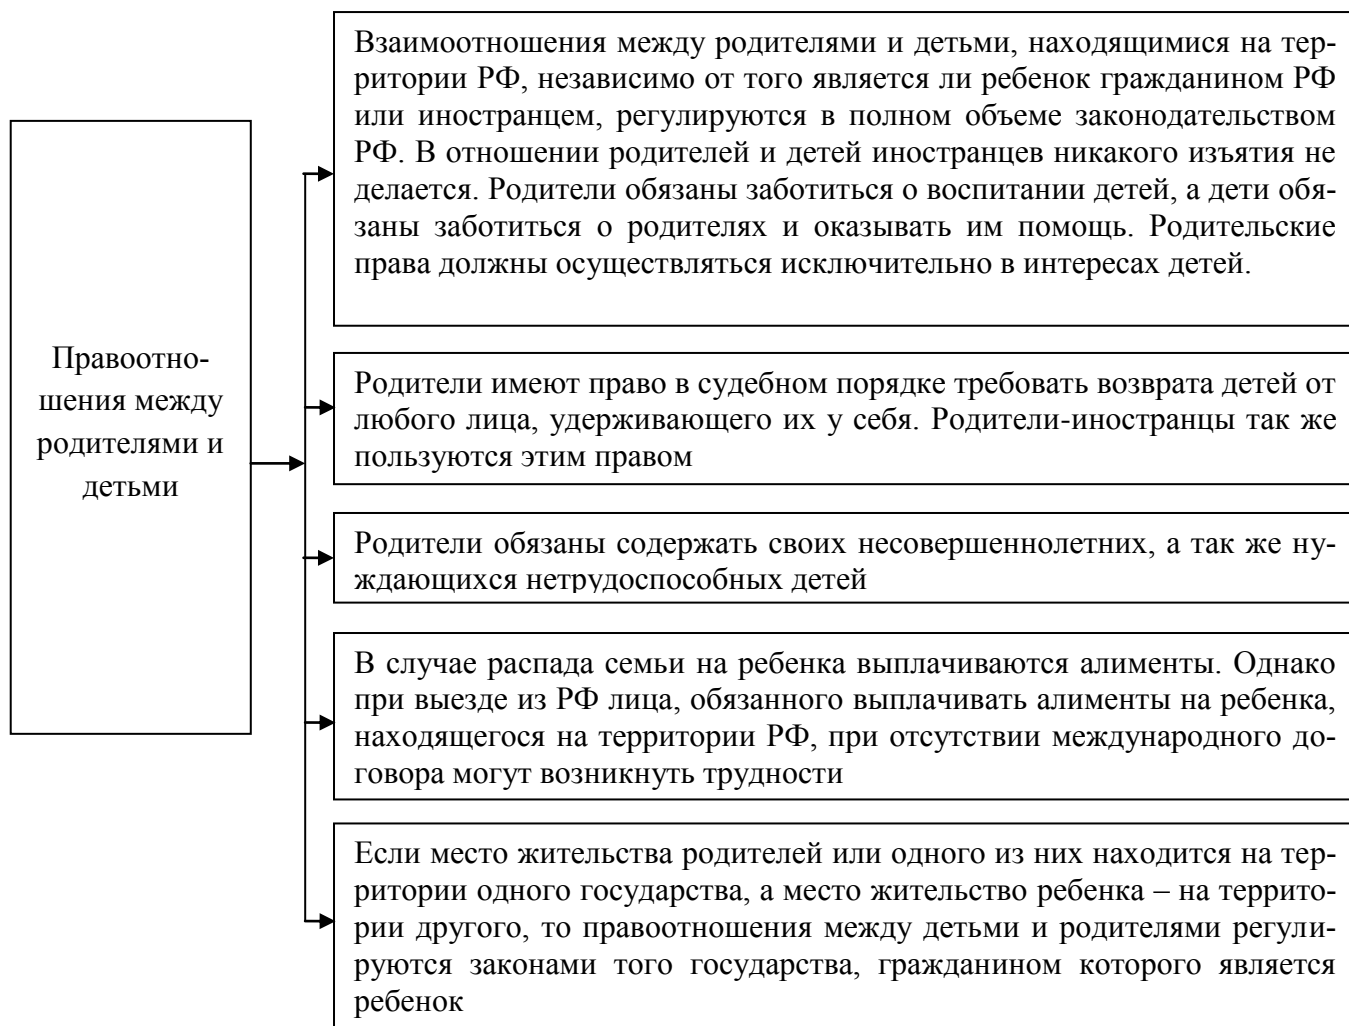 Правоотно-
шения между
родителями и
детьми
Взаимоотношения между родителями и детьми, находящимися на тер-
ритории РФ, независимо от того является ли ребенок гражданином РФ
или иностранцем, регулируются в полном объеме законодательством
РФ. В отношении родителей и детей иностранцев никакого изъятия не
делается. Родители обязаны заботиться о воспитании детей, а дети обя-
заны заботиться о родителях и оказывать им помощь. Родительские
права должны осуществляться исключительно в интересах детей.
Родители имеют право в судебном порядке требовать возврата детей от
любого лица, удерживающего их у себя. Родители-иностранцы так же
пользуются этим правом
Родители обязаны содержать своих несовершеннолетних, а так же ну-
ждающихся нетрудоспособных детей
В случае распада семьи на ребенка выплачиваются алименты. Однако
при выезде из РФ лица, обязанного выплачивать алименты на ребенка,
находящегося на территории РФ, при отсутствии международного до-
говора могут возникнуть трудности
Если место жительства родителей или одного из них находится на тер-
ритории одного государства, а место жительство ребенка – на террито-
рии другого, то правоотношения между детьми и родителями регули-
руются законами того государства, гражданином которого является
ребенок